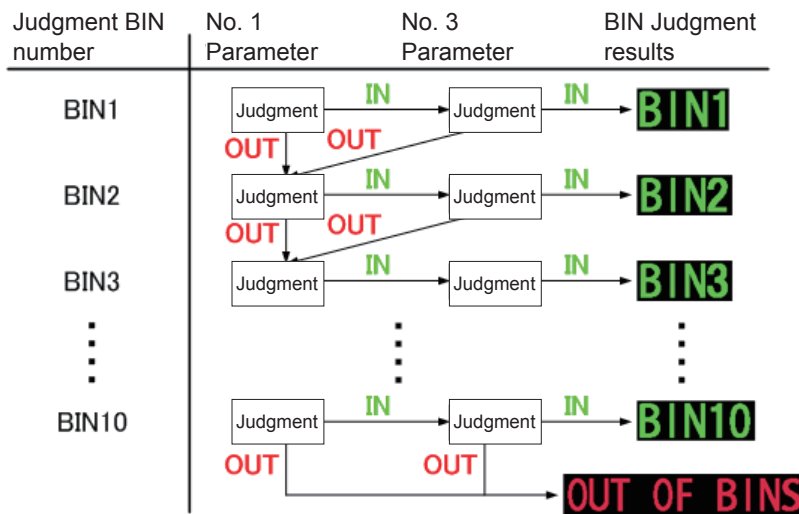 Judgment BIN number
No. 1 Parameter
No. 3 Parameter
BIN Judgment results
BIN1
Judgment
IN
Judgment
IN
BIN1
OUT
OUT
BIN2
Judgment
IN
Judgment
IN
BIN2
OUT
OUT
BIN3
Judgment
IN
Judgment
IN
BIN3
BIN10
Judgment
IN
Judgment
IN
BIN10
OUT
OUT
OUT OF BINS